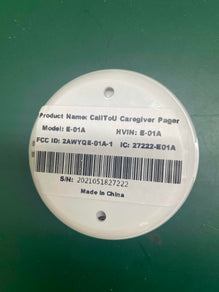 Product Name: CallToU Caregiver Pager
Model: E-01A HVIN: E-01A
FCC ID: 2AWYQE-01A-1 IC: 27222-E01A
S/N: 2021051827222
Made in China